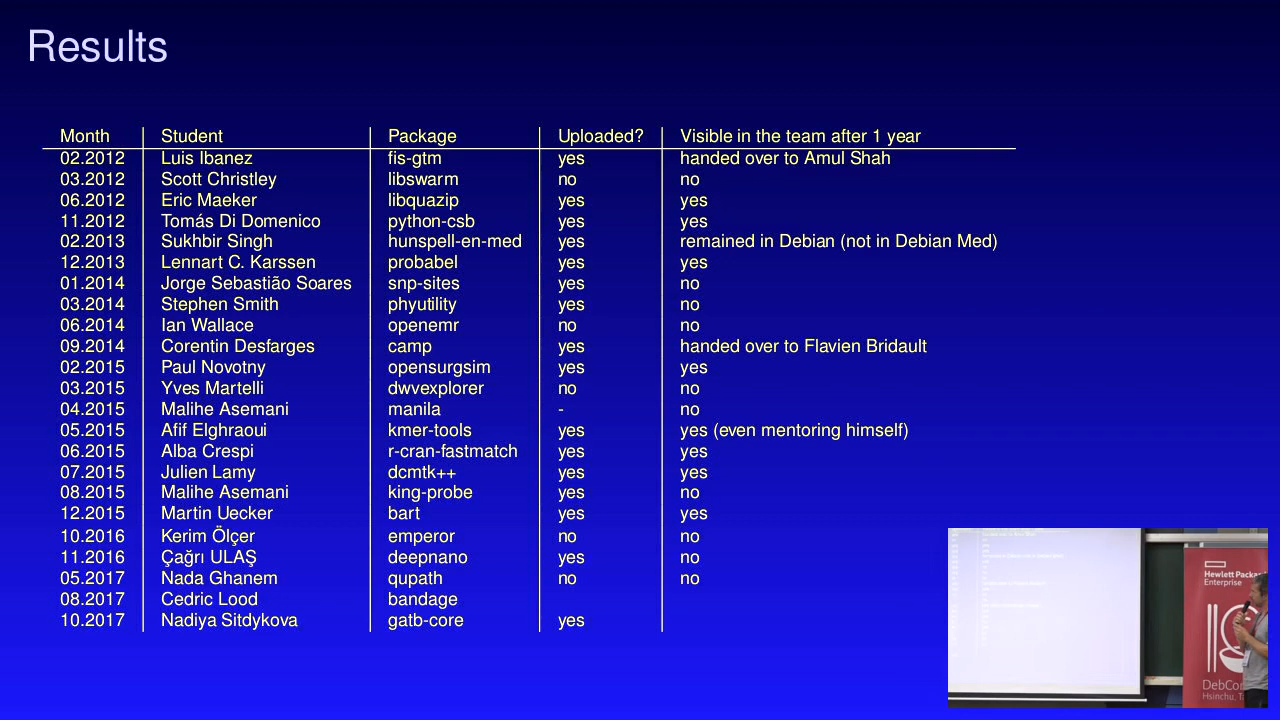 Results
Month Student Package Uploaded? Visible in the team after 1 year
02.2012 Luis Ibanez fis-gtm yes handed over to Amul Shah
03.2012 Scott Christley libswarm no no
06.2012 Eric Maeker libquazip yes yes
11.2012 Tomás Di Domenico python-csb yes yes
02.2013 Sukhbir Singh hunspell-en-med yes remained in Debian (not in Debian Med)
12.2013 Lennart C. Karssen probabel yes yes
01.2014 Jorge Sebastião Soares snp-sites yes no
03.2014 Stephen Smith phyutility yes no
06.2014 Ian Wallace openemr no no
09.2014 Corentin Desfarges camp yes handed over to Flavien Bridault
02.2015 Paul Novotny opensurgsim yes yes
03.2015 Yves Martelli dwvexplorer no no
04.2015 Malihe Asemani manila - no
05.2015 Afif Elghraoui kmer-tools yes yes (even mentoring himself)
06.2015 Alba Crespi r-cran-fastmatch yes yes
07.2015 Julien Lamy dcmtk++ yes yes
08.2015 Malihe Asemani king-probe yes no
12.2015 Martin Uecker bart yes yes
10.2016 Kerim Ölçer emperor no no
11.2016 Çağrı ULAŞ deepnano yes no
05.2017 Nada Ghanem qupath no no
08.2017 Cedric Lood bandage
10.2017 Nadiya Sitdykova gatb-core yes
Hewlett Packa
Enterprise
DebCo
Hsinchu, T